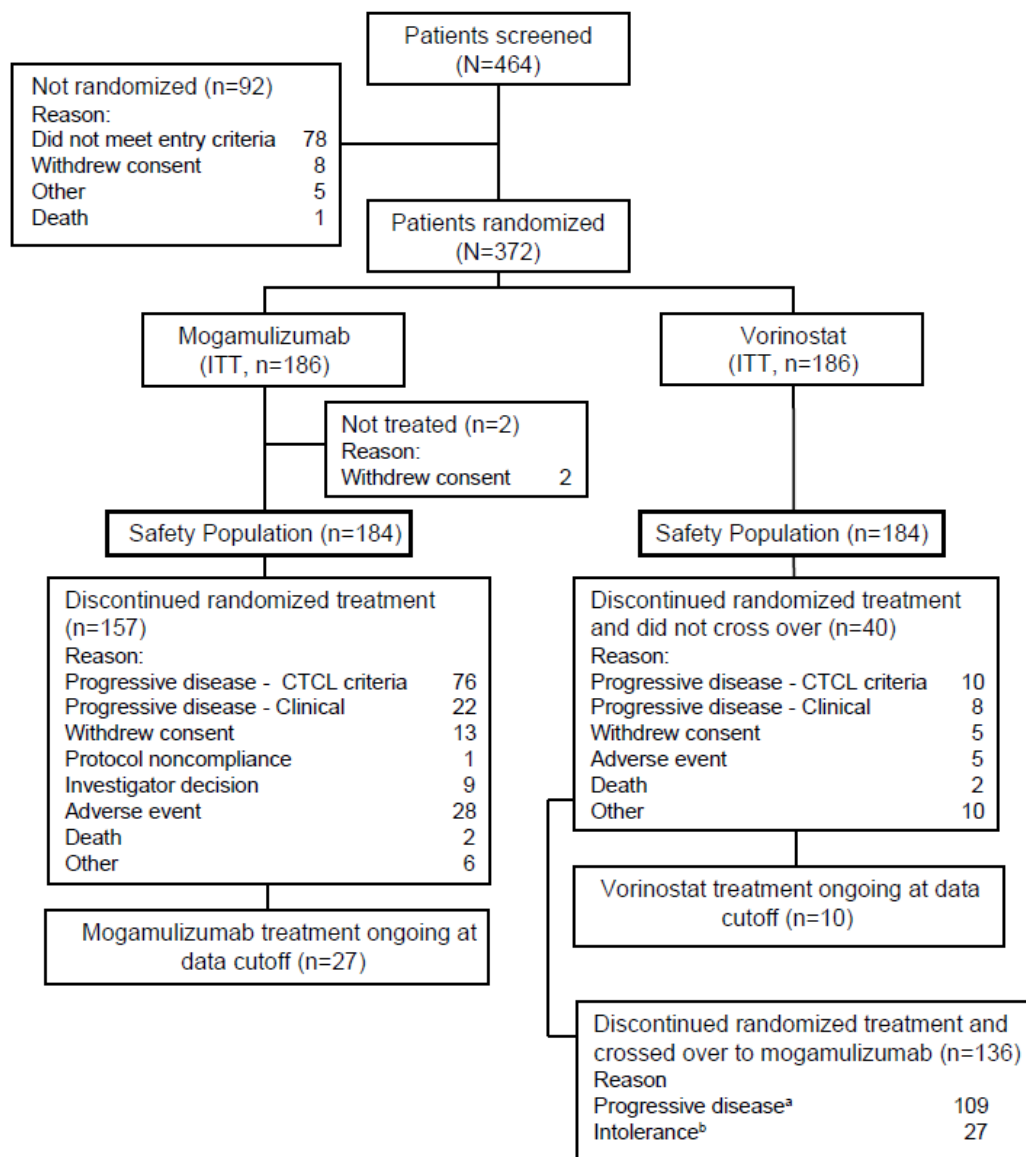 Patients screened
(N=464)
Not randomized (n=92)
Reason:
Did not meet entry criteria 78
Withdrew consent 8
Other 5
Death 1
Patients randomized
(N=372)
Mogamulizumab
(ITT, n=186)
Vorinostat
(ITT, n=186)
Not treated (n=2)
Reason:
Withdrew consent 2
Safety Population (n=184)
Safety Population (n=184)
Discontinued randomized treatment
(n=157)
Reason:
Progressive disease - CTCL criteria 76
Progressive disease - Clinical 22
Withdrew consent 13
Protocol noncompliance 1
Investigator decision 9
Adverse event 28
Death 2
Other 6
Discontinued randomized treatment
and did not cross over (n=40)
Reason:
Progressive disease - CTCL criteria 10
Progressive disease - Clinical 8
Withdrew consent 5
Adverse event 5
Death 2
Other 10
Mogamulizumab treatment ongoing at
data cutoff (n=27)
Vorinostat treatment ongoing at data
cutoff (n=10)
Discontinued randomized treatment and
crossed over to mogamulizumab (n=136)
Reason
Progressive diseaseᵃ 109
Intoleranceᵇ 27